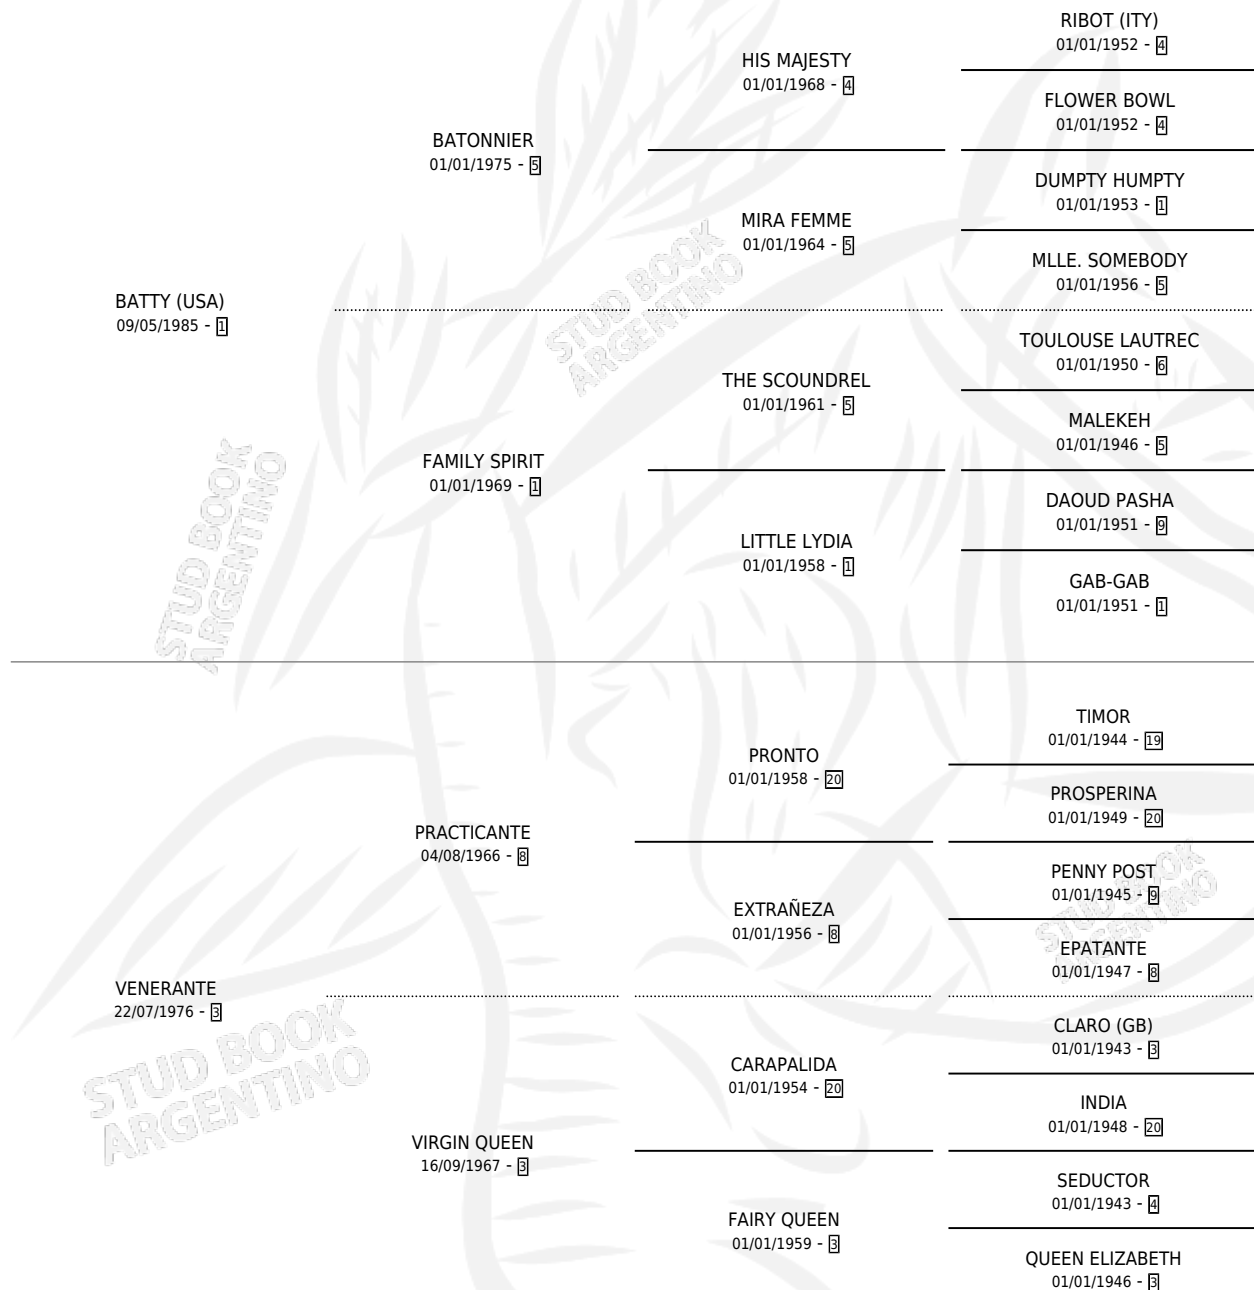 RIBOT (ITY)
01/01/1952 - 4
HIS MAJESTY
01/01/1968 - 4
FLOWER BOWL
01/01/1952 - 4
BATONNIER
01/01/1975 - 5
DUMPTY HUMPTY
01/01/1953 - 1
MIRA FEMME
01/01/1964 - 5
MLLE. SOMEBODY
01/01/1956 - 5
BATTY (USA)
09/05/1985 - 1
STUD BOOK
ARGENTINO
TOULOUSE LAUTREC
01/01/1950 - 6
THE SCOUNDREL
01/01/1961 - 5
MALEKEH
01/01/1946 - 5
FAMILY SPIRIT
01/01/1969 - 1
DAOUD PASHA
01/01/1951 - 9
LITTLE LYDIA
01/01/1958 - 1
GAB-GAB
01/01/1951 - 1
STUD BOOK
ARGENTINO
TIMOR
01/01/1944 - 19
PRONTO
01/01/1958 - 20
PROSPERINA
01/01/1949 - 20
PRACTICANTE
04/08/1966 - 8
PENNY POST
01/01/1945 - 9
EXTRAÑEZA
01/01/1956 - 8
EPATANTE
01/01/1947 - 8
STUD BOOK
ARGENTINO
VENERANTE
22/07/1976 - 3
CLARO (GB)
01/01/1943 - 3
CARAPALIDA
01/01/1954 - 20
INDIA
01/01/1948 - 20
STUD BOOK
ARGENTINO
VIRGIN QUEEN
16/09/1967 - 3
SEDUCTOR
01/01/1943 - 4
FAIRY QUEEN
01/01/1959 - 3
QUEEN ELIZABETH
01/01/1946 - 3